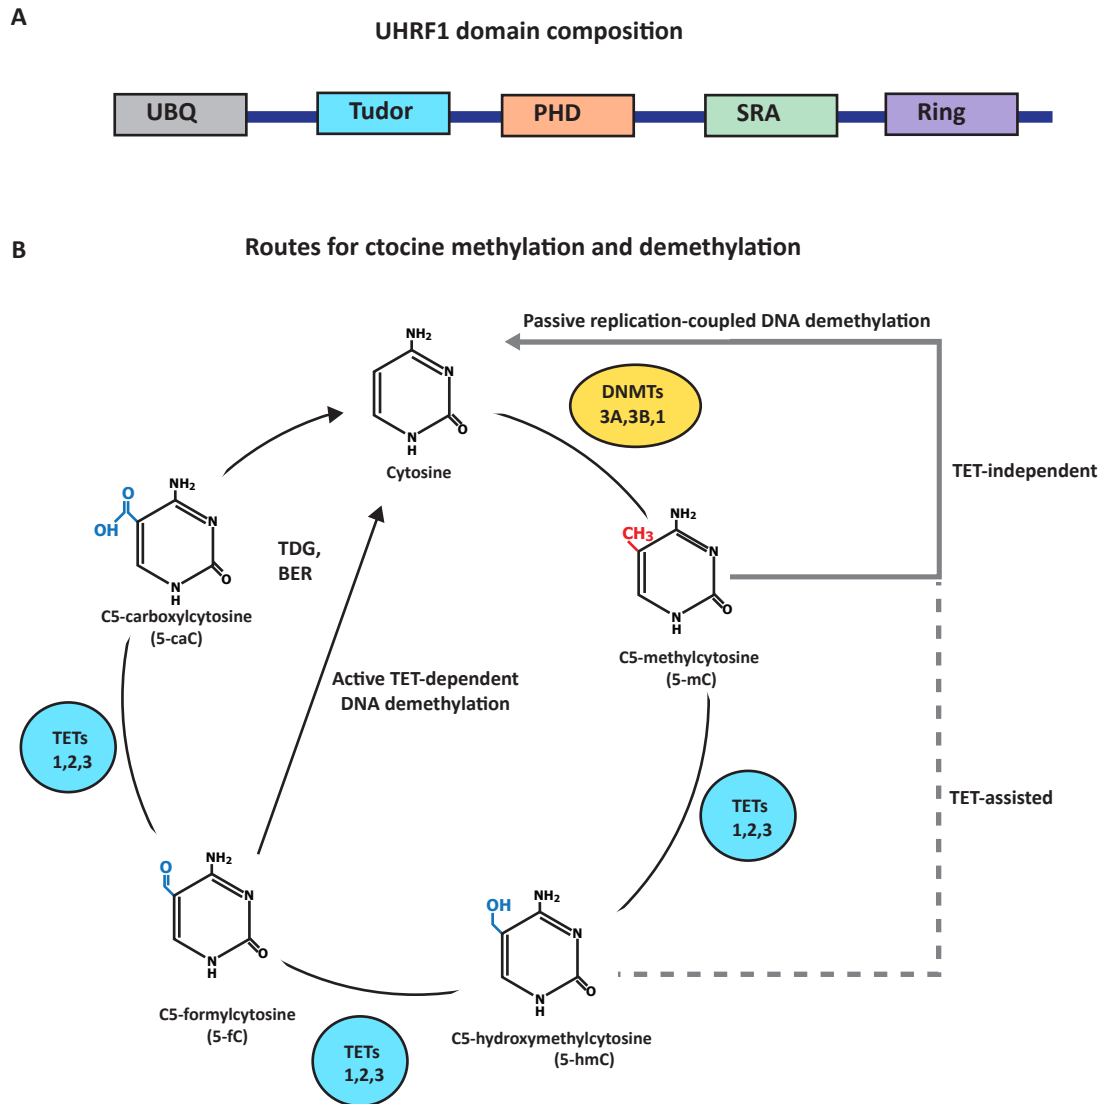 A
UHRF1 domain composition
UBQ
Tudor
PHD
SRA
Ring
B
Routes for ctocine methylation and demethylation
Passive replication-coupled DNA demethylation
NH2
N
O
N
H
Cytosine
DNMTs
3A,3B,1
TET-independent
O
OH
NH2
N
O
N
H
C5-carboxylcytosine
(5-caC)
TDG,
BER
CH3
NH2
N
O
N
H
C5-methylcytosine
(5-mC)
Active TET-dependent
DNA demethylation
TETs
1,2,3
TETs
1,2,3
TET-assisted
O
NH2
N
O
N
H
C5-formylcytosine
(5-fC)
OH
NH2
N
O
N
H
C5-hydroxymethylcytosine
(5-hmC)
TETs
1,2,3